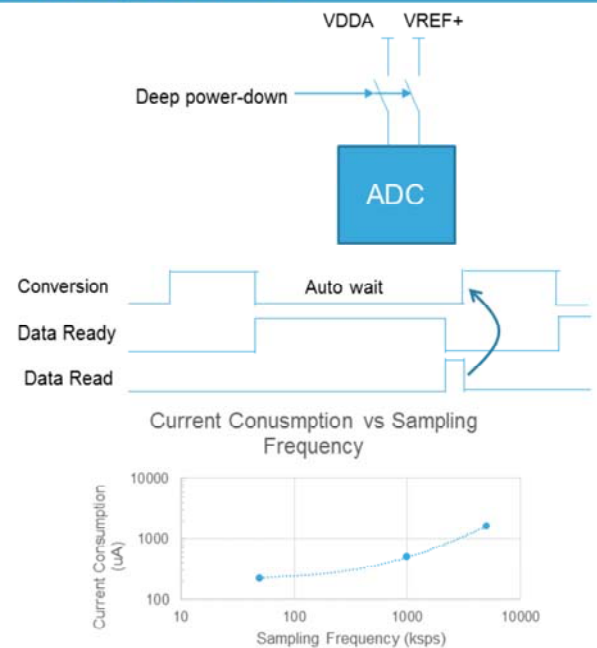 VDDA VREF+
Deep power-down
ADC
Conversion
Auto wait
Data Ready
Data Read
Current Conusmption vs Sampling
Frequency
Current Consumption
(uA)
10000
1000
100
10 100 1000 10000
Sampling Frequency (ksps)